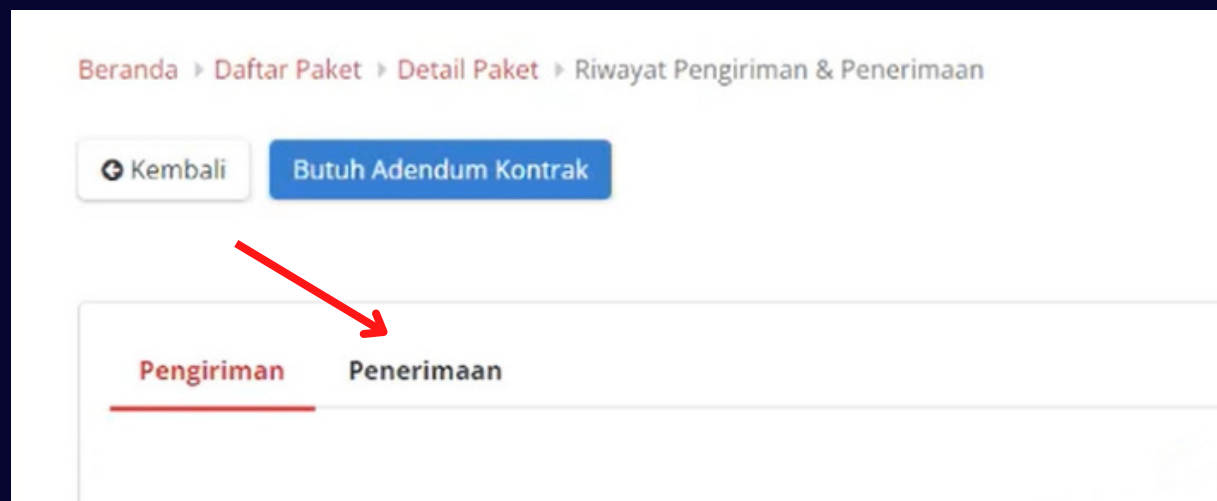 Beranda Daftar Paket Detail Paket Riwayat Pengiriman & Penerimaan
Kembali Butuh Adendum Kontrak
Pengiriman Penerimaan